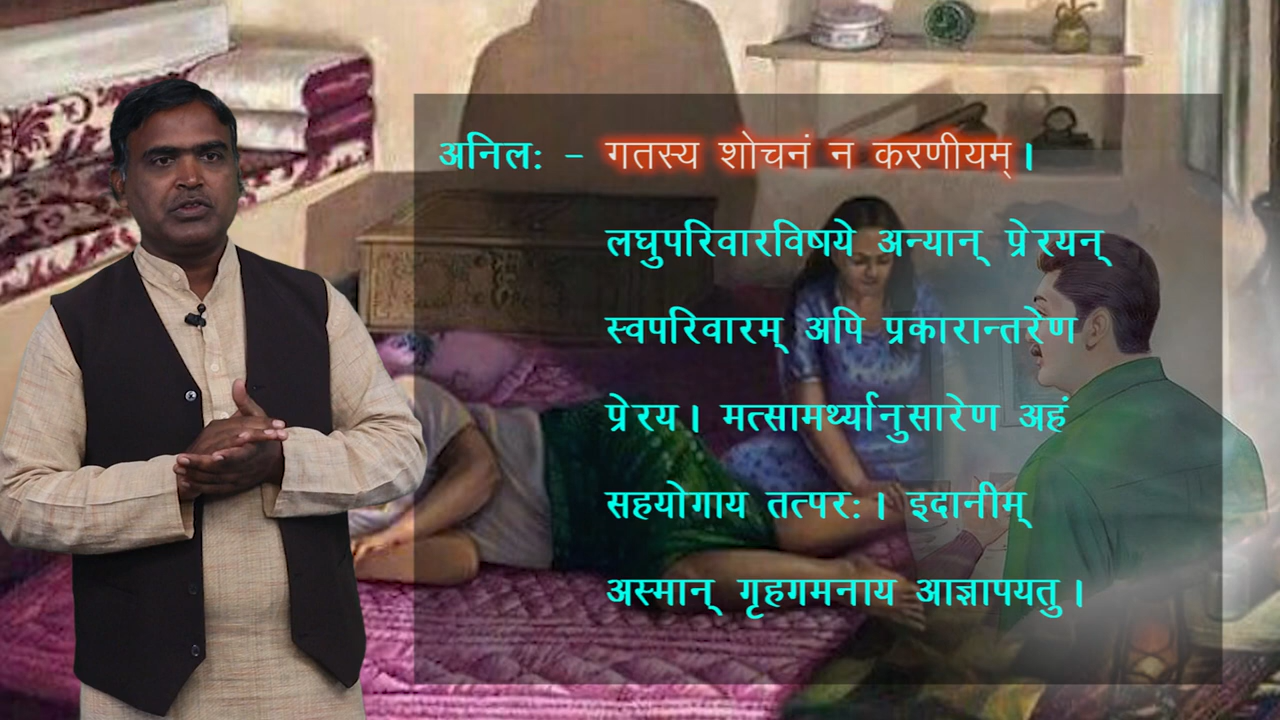 अनिलः - गतस्य शोचनं न करणीयम्।
लघुपरिवारविषये अन्यान् प्रेरयन्
स्वपरिवारम् अपि प्रकारान्तरेण
प्रेरय। मत्सामर्थ्यानुसारेण अहं
सहयोगाय तत्परः। इदानीम्
अस्मान् गृहगमनाय आज्ञापयतु।